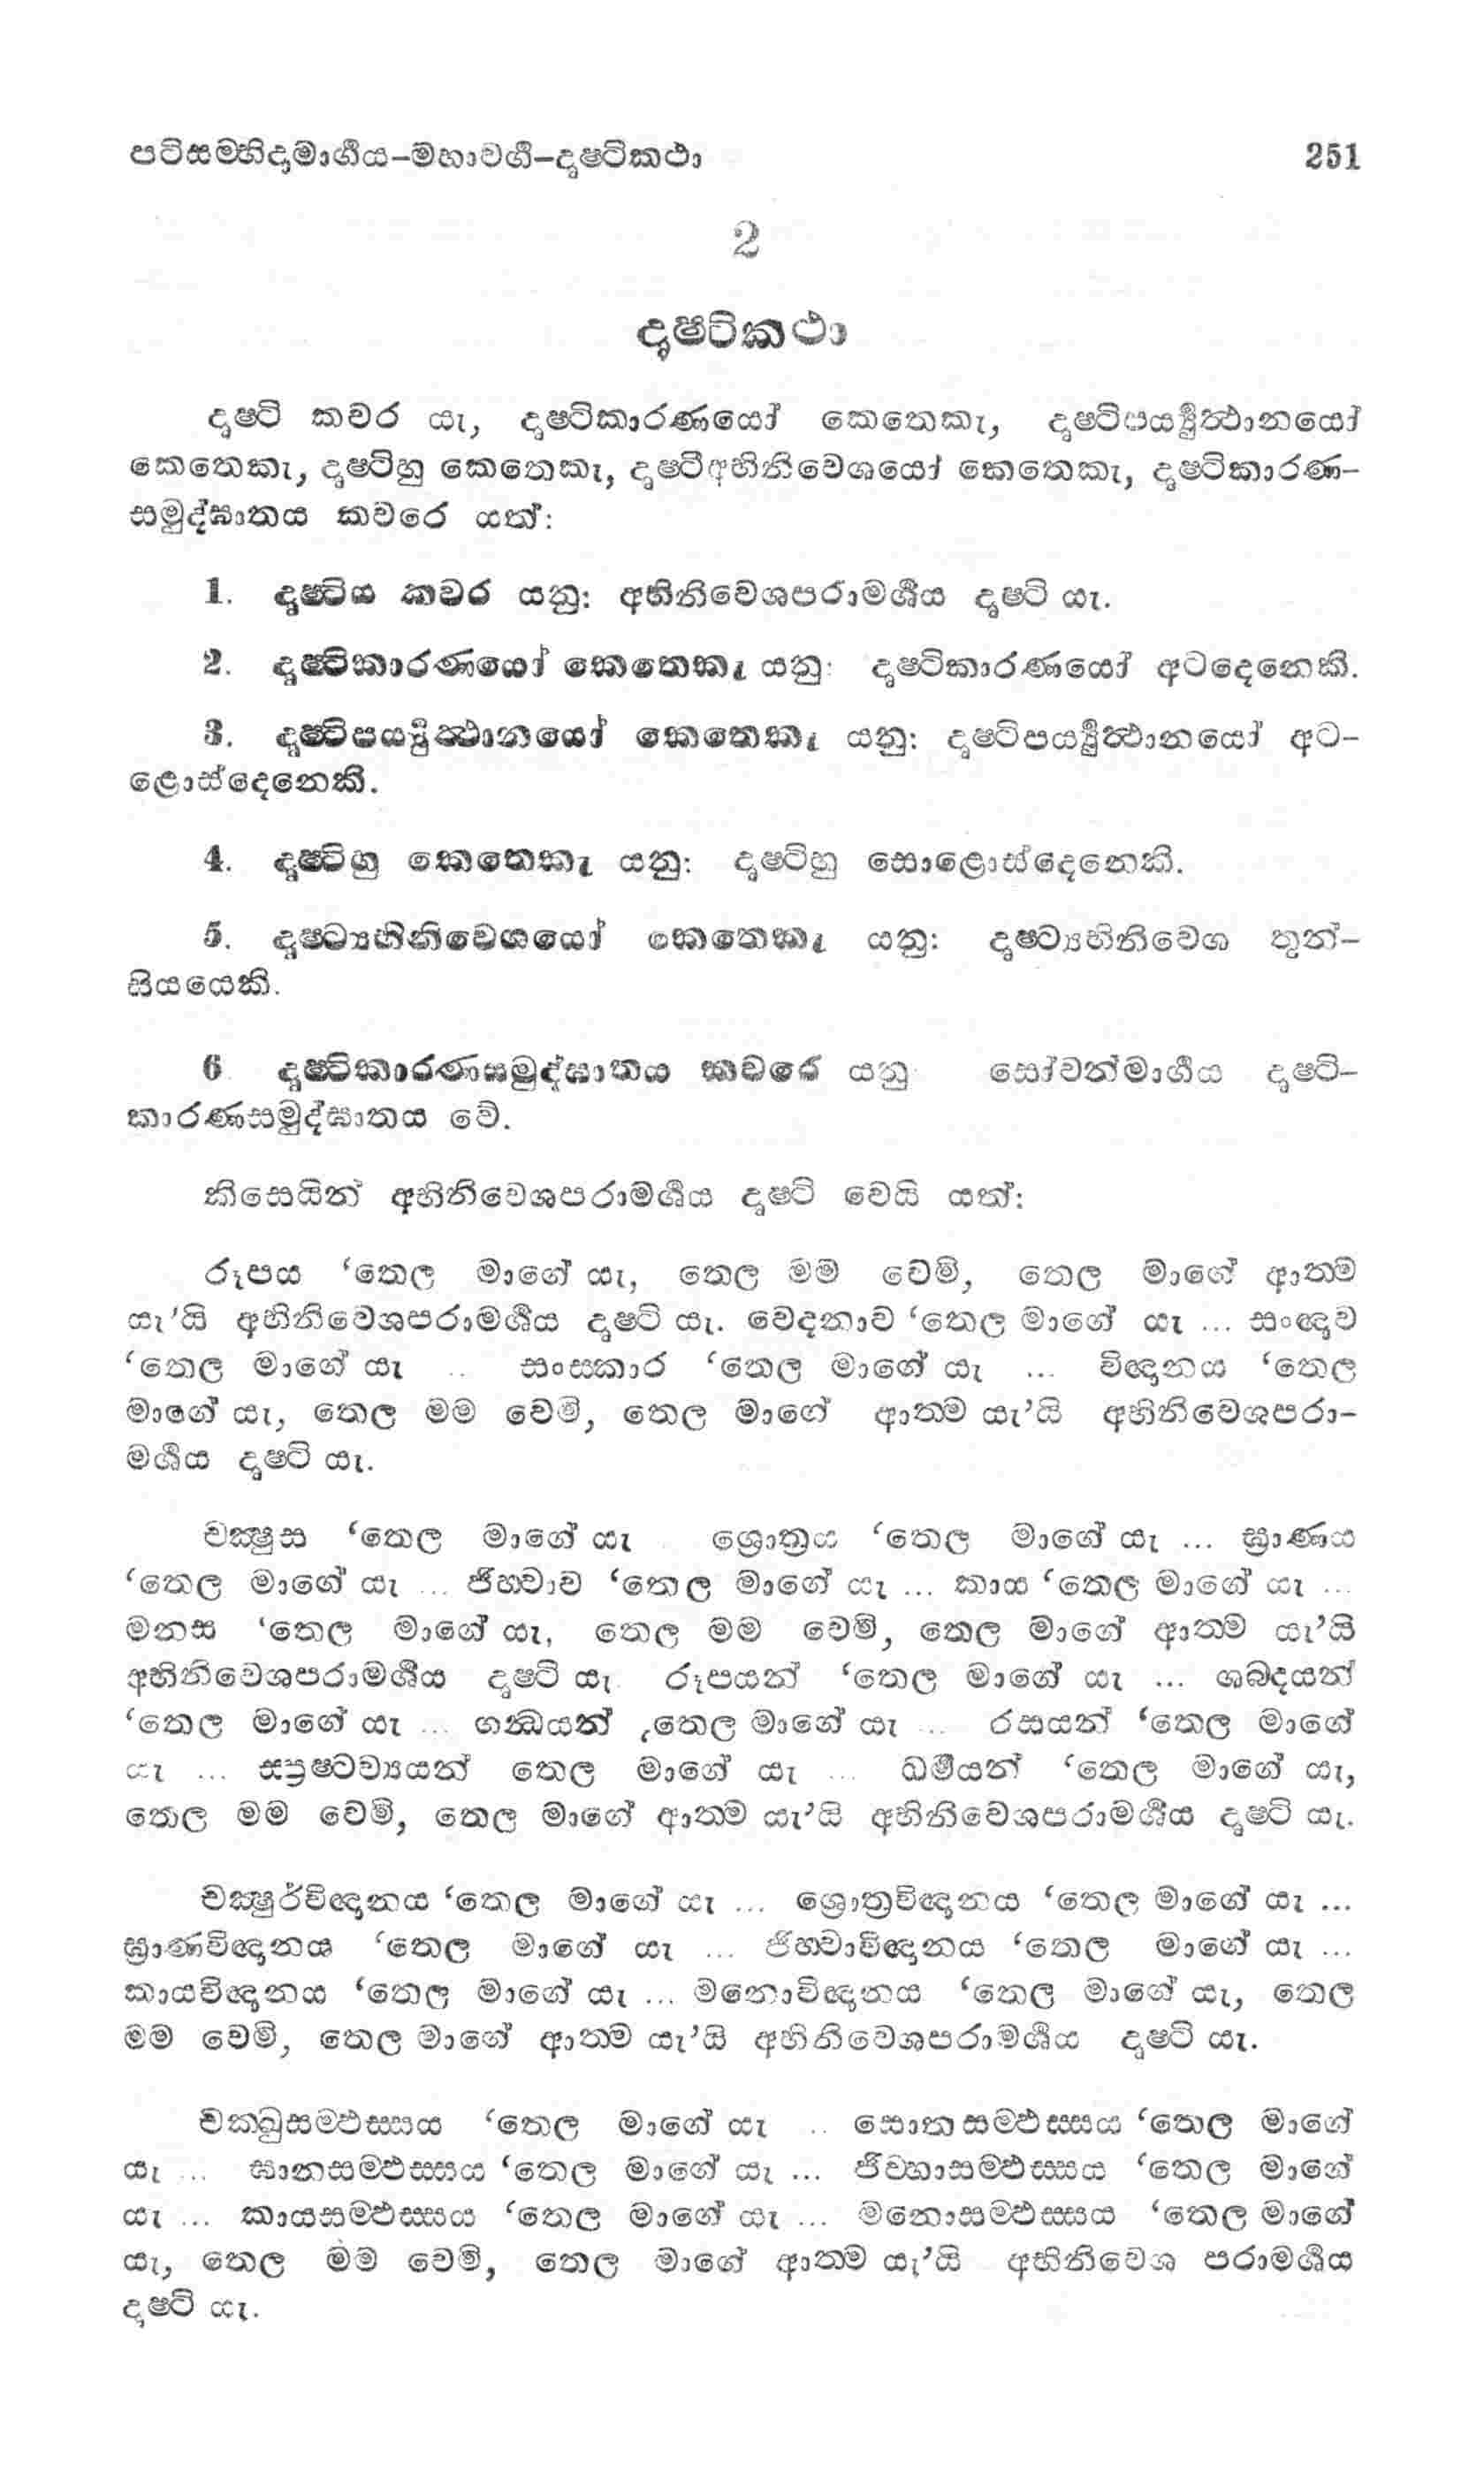 පටිසම්භිදාමාර්ගය-මහාවර්ග-දෘෂ්ටිකථා 251
2
දෘෂ්ටිකථා
දෘෂ්ටි කවර යැ, දෘෂ්ටිකාරණයෝ කෙතෙකැ, දෘෂ්ටිපර්‍ය්‍යුත්ථානයෝ
කෙතෙකැ, දෘෂ්ටිහු කෙතෙකැ, දෘෂ්ටිඅභිනිවේශයෝ කෙතෙකැ, දෘෂ්ටිකාරණ-
සමුද්ඝාතය කවරෙ යත්:
1. දෘෂ්ටිය කවර යනු: අභිනිවෙශපරාමර්ශය දෘෂ්ටි යැ.
2. දෘෂ්ටිකාරණයෝ කෙතෙකැ යනු: දෘෂ්ටිකාරණයෝ අටදෙනෙකි.
3. දෘෂ්ටිපර්‍ය්‍යුත්ථානයෝ කෙතෙකැ යනු: දෘෂ්ටිපර්‍ය්‍යුත්ථානයෝ අට-
ළොස්දෙනෙකි.
4. දෘෂ්ටිහු කෙතෙකැ යනු: දෘෂ්ටිහු සොළොස්දෙනෙකි.
5. දෘෂ්ට්‍යභිනිවෙශයෝ කෙතෙකැ යනු: දෘෂ්ට්‍යභිනිවෙශ තුන්-
සියයෙකි.
6 දෘෂ්ටිකාරණසමුද්ඝාතය කවරේ යනු සෝවන්මාර්ගය දෘෂ්ටි-
කාරණසමුද්ඝාතය වේ.
කිසෙයින් අභිනිවෙශපරාමර්ශය දෘෂ්ටි වෙයි යත්:
රූපය ‘තෙල මාගේ යැ, තෙල මම වෙමි, තෙල මාගේ ආත්ම
යැ’යි අභිනිවෙශපරාමර්ශය දෘෂ්ටි යැ. වෙදනාව ‘තෙල මාගේ යැ ... සංඥාව
‘තෙල මාගේ යැ .. සංස්කාර ‘තෙල මාගේ යැ ... විඥානය ‘තෙල
මාගේ යැ, තෙල මම වෙමි, තෙල මාගේ ආත්ම යැ’යි අභිනිවෙශපරා-
මර්ශය දෘෂ්ටි යැ.
චක්‍ෂුස ‘තෙල මාගේ යැ ශ්‍රොත්‍රය ‘තෙල මාගේ යැ ... ඝ්‍රාණය
‘තෙල මාගේ යැ ... ජිහ්වාව ‘තෙල මාගේ යැ ... කාය ‘තෙල මාගේ යැ ...
මනස ‘තෙල මාගේ යැ, තෙල මම වෙමි, තෙල මාගේ ආත්ම යැ’යි
අභිනිවෙශපරාමර්ශය දෘෂ්ටි යැ. රූපයන් ‘තෙල මාගේ යැ ... ශබ්දයන්
‘තෙල මාගේ යැ ... ගන්ධයන් ‘තෙල මාගේ යැ ... රසයන් ‘තෙල මාගේ
යැ ... ස්ප්‍රෂ්ටව්‍යයන් තෙල මාගේ යැ ... ධර්මයන් ‘තෙල මාගේ යැ,
තෙල මම වෙමි, තෙල මාගේ ආත්ම යැ’යි අභිනිවෙශපරාමර්ශය දෘෂ්ටි යැ.
චක්‍ෂුර්විඥානය ‘තෙල මාගේ යැ ... ශ්‍රොත්‍රවිඥානය ‘තෙල මාගේ යැ ...
ඝ්‍රාණවිඥානය ‘තෙල මාගේ යැ ... ජිහ්වාවිඥානය ‘තෙල මාගේ යැ ...
කායවිඥානය ‘තෙල මාගේ යැ ... මනොවිඥානය ‘තෙල මාගේ යැ, තෙල
මම වෙමි, තෙල මාගේ ආත්ම යැ’යි අභිනිවෙශපරාමර්ශය දෘෂ්ටි යැ.
චක්ඛුසම්ඵස්සය ‘තෙල මාගේ යැ .. සොතසම්ඵස්සය ‘තෙල මාගේ
යැ ... ඝානසම්ඵස්සය ‘තෙල මාගේ යැ ... ජිව්හාසම්ඵස්සය ‘තෙල මාගේ
යැ ... කායසම්ඵස්සය ‘තෙල මාගේ යැ ... මනොසම්ඵස්සය ‘තෙල මාගේ
යැ, තෙල මම වෙමි, තෙල මාගේ ආත්ම යැ’යි අභිනිවෙශ පරාමර්ශය
දෘෂ්ටි යැ.